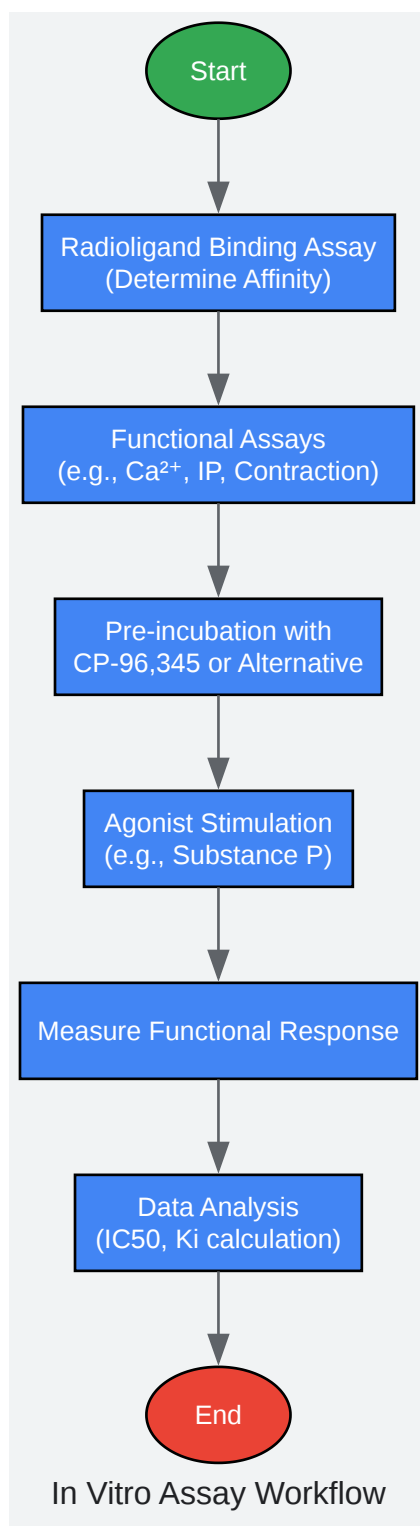 Start
Radioligand Binding Assay
(Determine Affinity)
Functional Assays
(e.g., Ca²⁺, IP, Contraction)
Pre-incubation with
CP-96,345 or Alternative
Agonist Stimulation
(e.g., Substance P)
Measure Functional Response
Data Analysis
(IC50, Ki calculation)
End
In Vitro Assay Workflow